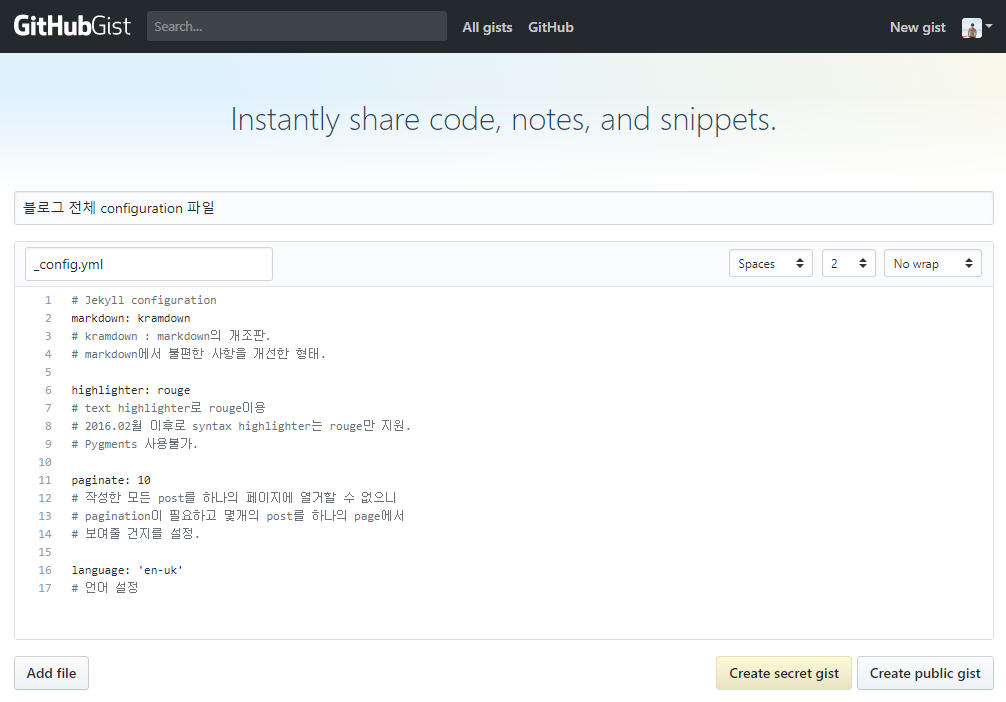 GitHubGist Search... All gists GitHub New gist
Instantly share code, notes, and snippets.
블로그 전체 configuration 파일
_config.yml Spaces 2 No wrap
1 # Jekyll configuration
2 markdown: kramdown
3 # kramdown : markdown의 개조판.
4 # markdown에서 불편한 사항을 개선한 형태.
5
6 highlighter: rouge
7 # text highlighter로 rouge이용
8 # 2016.02월 이후로 syntax highlighter는 rouge만 지원.
9 # Pygments 사용불가.
10
11 paginate: 10
12 # 작성한 모든 post를 하나의 페이지에 열거할 수 없으니
13 # pagination이 필요하고 몇개의 post를 하나의 page에서
14 # 보여줄 건지를 설정.
15
16 language: 'en-uk'
17 # 언어 설정
Add file Create secret gist Create public gist